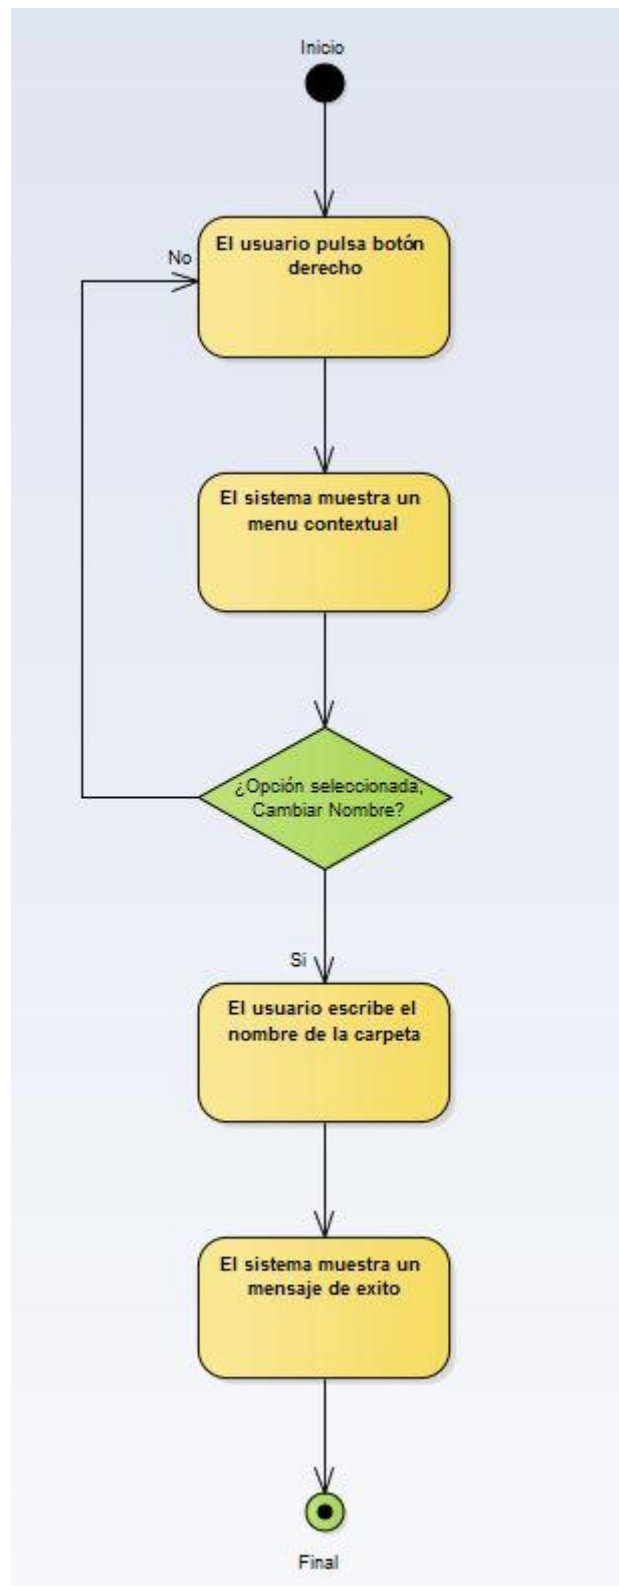 Inicio
El usuario pulsa botón
derecho
No
El sistema muestra un
menu contextual
¿Opción seleccionada,
Cambiar Nombre?
Si
El usuario escribe el
nombre de la carpeta
El sistema muestra un
mensaje de exito
Final